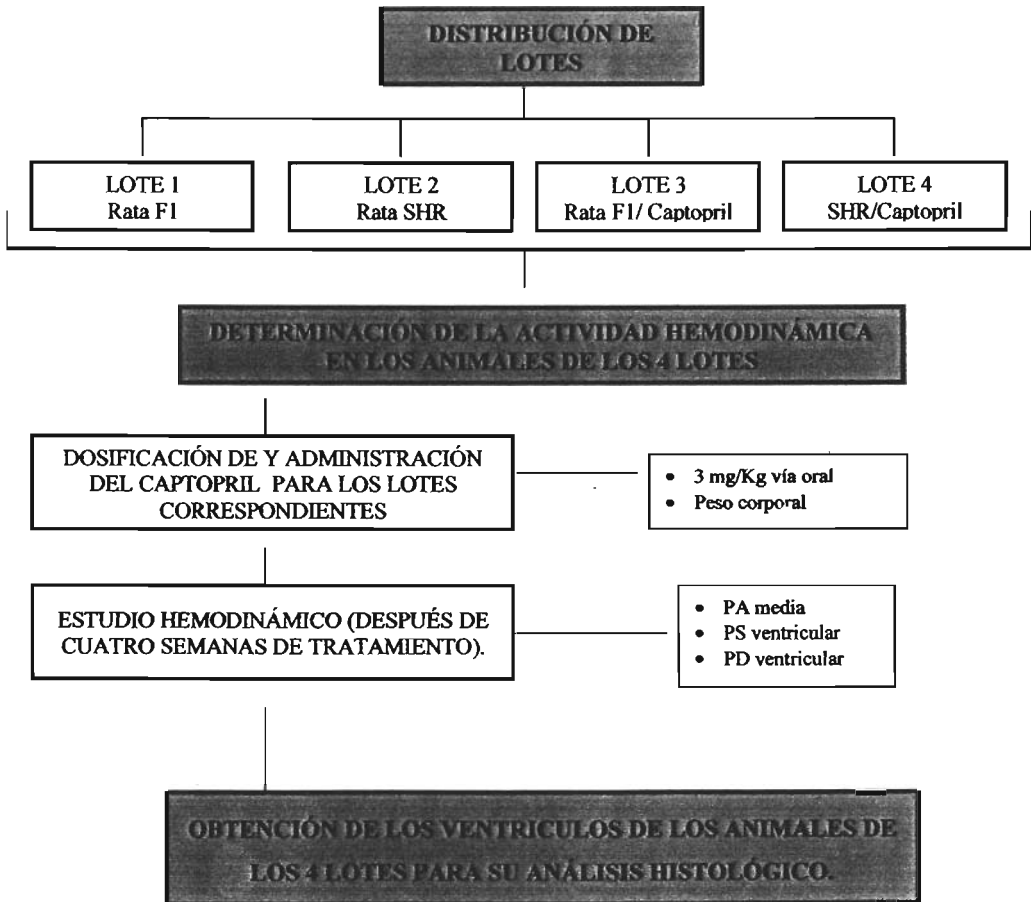 DISTRIBUCIÓN DE
LOTES
LOTE 1
Rata F1
LOTE 2
Rata SHR
LOTE 3
Rata F1/ Captopril
LOTE 4
SHR/Captopril
DETERMINACIÓN DE LA ACTIVIDAD HEMODINÁMICA
EN LOS ANIMALES DE LOS 4 LOTES
DOSIFICACIÓN DE Y ADMINISTRACIÓN
DEL CAPTOPRIL PARA LOS LOTES
CORRESPONDIENTES
• 3 mg/Kg vía oral
• Peso corporal
ESTUDIO HEMODINÁMICO (DESPUÉS DE
CUATRO SEMANAS DE TRATAMIENTO).
• PA media
• PS ventricular
• PD ventricular
OBTENCIÓN DE LOS VENTRICULOS DE LOS ANIMALES DE
LOS 4 LOTES PARA SU ANÁLISIS HISTOLÓGICO.